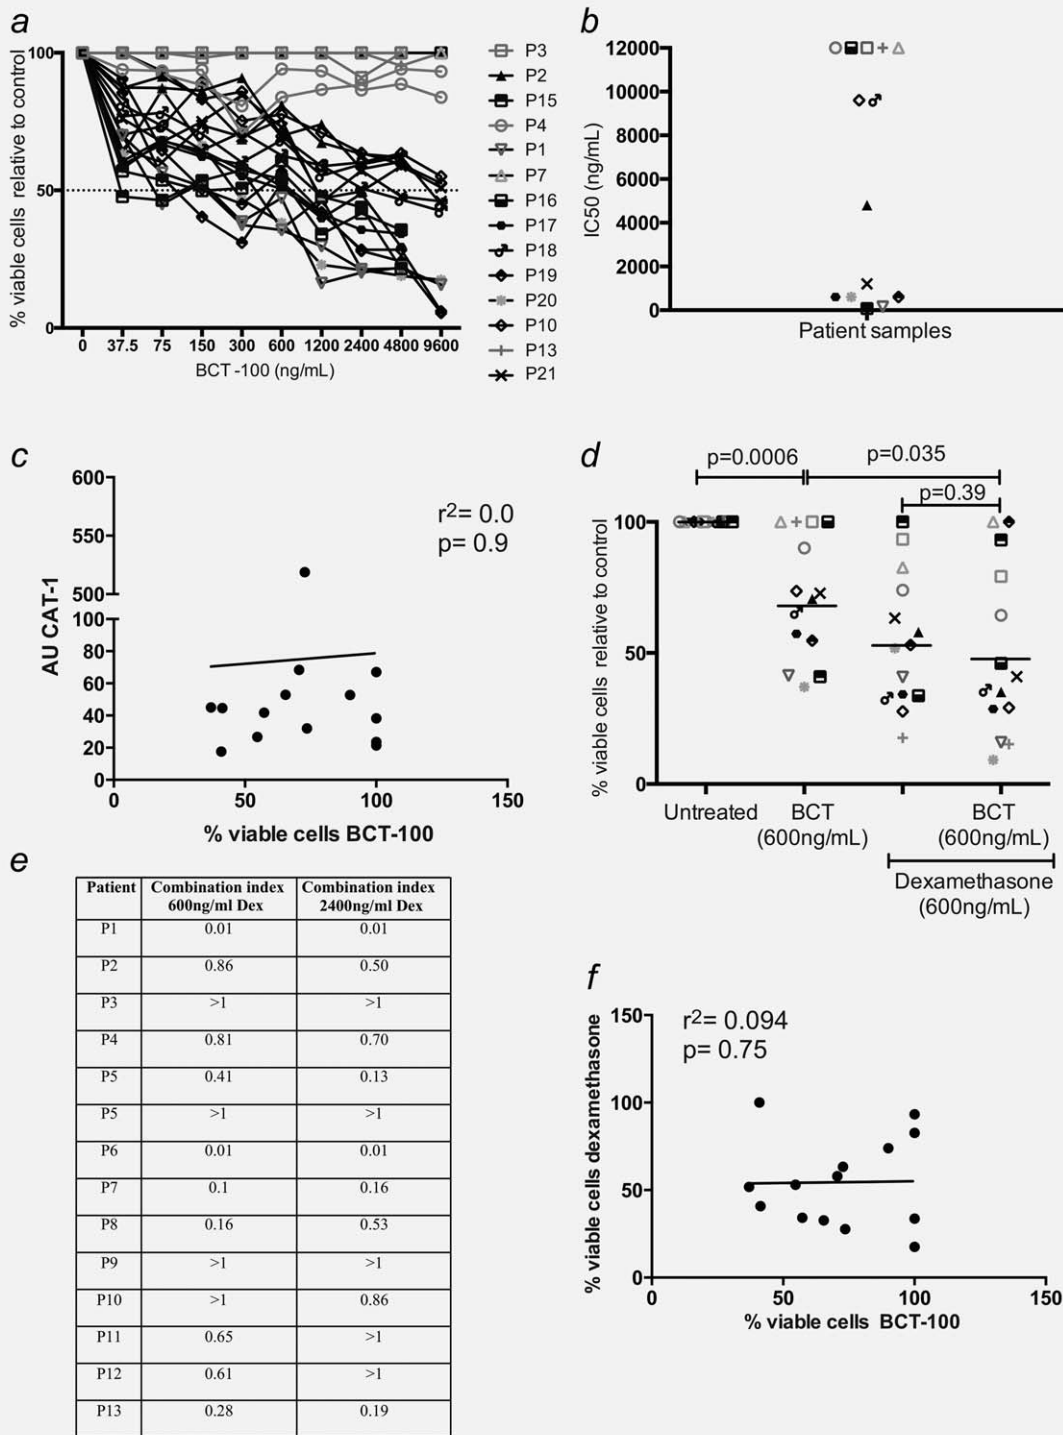 a
% viable cells relative to control
100
50
0
0 37.5 75 150 300 600 1200 2400 4800 9600
BCT -100 (ng/mL)
P3
P2
P15
P4
P1
P7
P16
P17
P18
P19
P20
P10
P13
P21
b
IC50 (ng/mL)
12000
10000
8000
6000
4000
2000
0
Patient samples
c
AU CAT-1
600
550
500
100
80
60
40
20
0
r2= 0.0
p= 0.9
0 50 100 150
% viable cells BCT-100
d
p=0.0006
p=0.035
p=0.39
% viable cells relative to control
100
50
0
Untreated BCT BCT
(600ng/mL) (600ng/mL)
Dexamethasone
(600ng/mL)
e
Patient Combination index Combination index
600ng/ml Dex 2400ng/ml Dex
P1 0.01 0.01
P2 0.86 0.50
P3 >1 >1
P4 0.81 0.70
P5 0.41 0.13
P5 >1 >1
P6 0.01 0.01
P7 0.1 0.16
P8 0.16 0.53
P9 >1 >1
P10 >1 0.86
P11 0.65 >1
P12 0.61 >1
P13 0.28 0.19
f
% viable cells dexamethasone
150
100
50
0
r2= 0.094
p= 0.75
0 50 100 150
% viable cells BCT-100